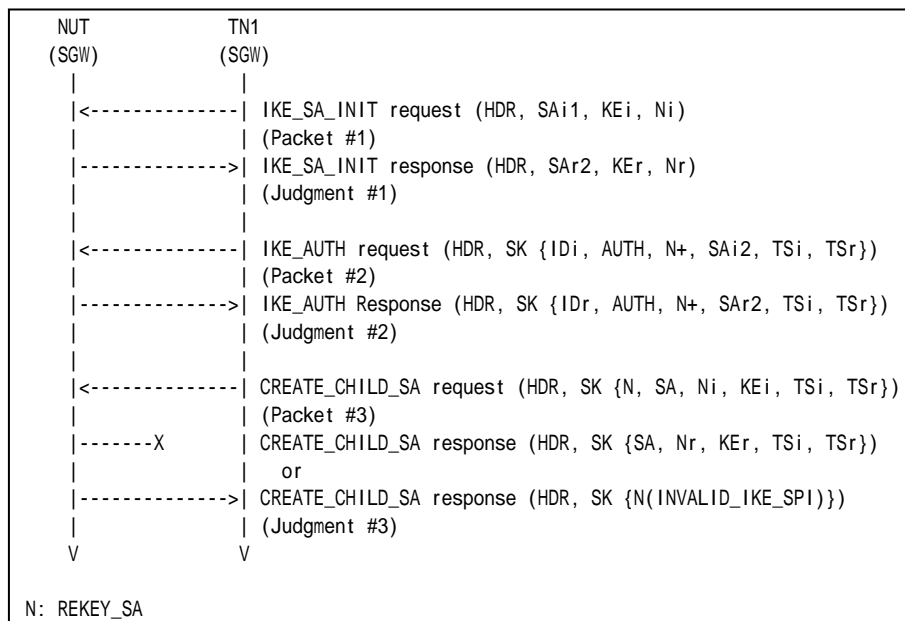 NUT TN1
(SGW) (SGW)
| |
|<--------------| IKE_SA_INIT request (HDR, SAi1, KEi, Ni)
| | (Packet #1)
|-------------->| IKE_SA_INIT response (HDR, SAr2, KEr, Nr)
| | (Judgment #1)
| |
|<--------------| IKE_AUTH request (HDR, SK {IDi, AUTH, N+, SAi2, TSi, TSr})
| | (Packet #2)
|-------------->| IKE_AUTH Response (HDR, SK {IDr, AUTH, N+, SAr2, TSi, TSr})
| | (Judgment #2)
| |
|<--------------| CREATE_CHILD_SA request (HDR, SK {N, SA, Ni, KEi, TSi, TSr})
| | (Packet #3)
|-------X | CREATE_CHILD_SA response (HDR, SK {SA, Nr, KEr, TSi, TSr})
| | or
|-------------->| CREATE_CHILD_SA response (HDR, SK {N(INVALID_IKE_SPI)})
| | (Judgment #3)
V V
N: REKEY_SA